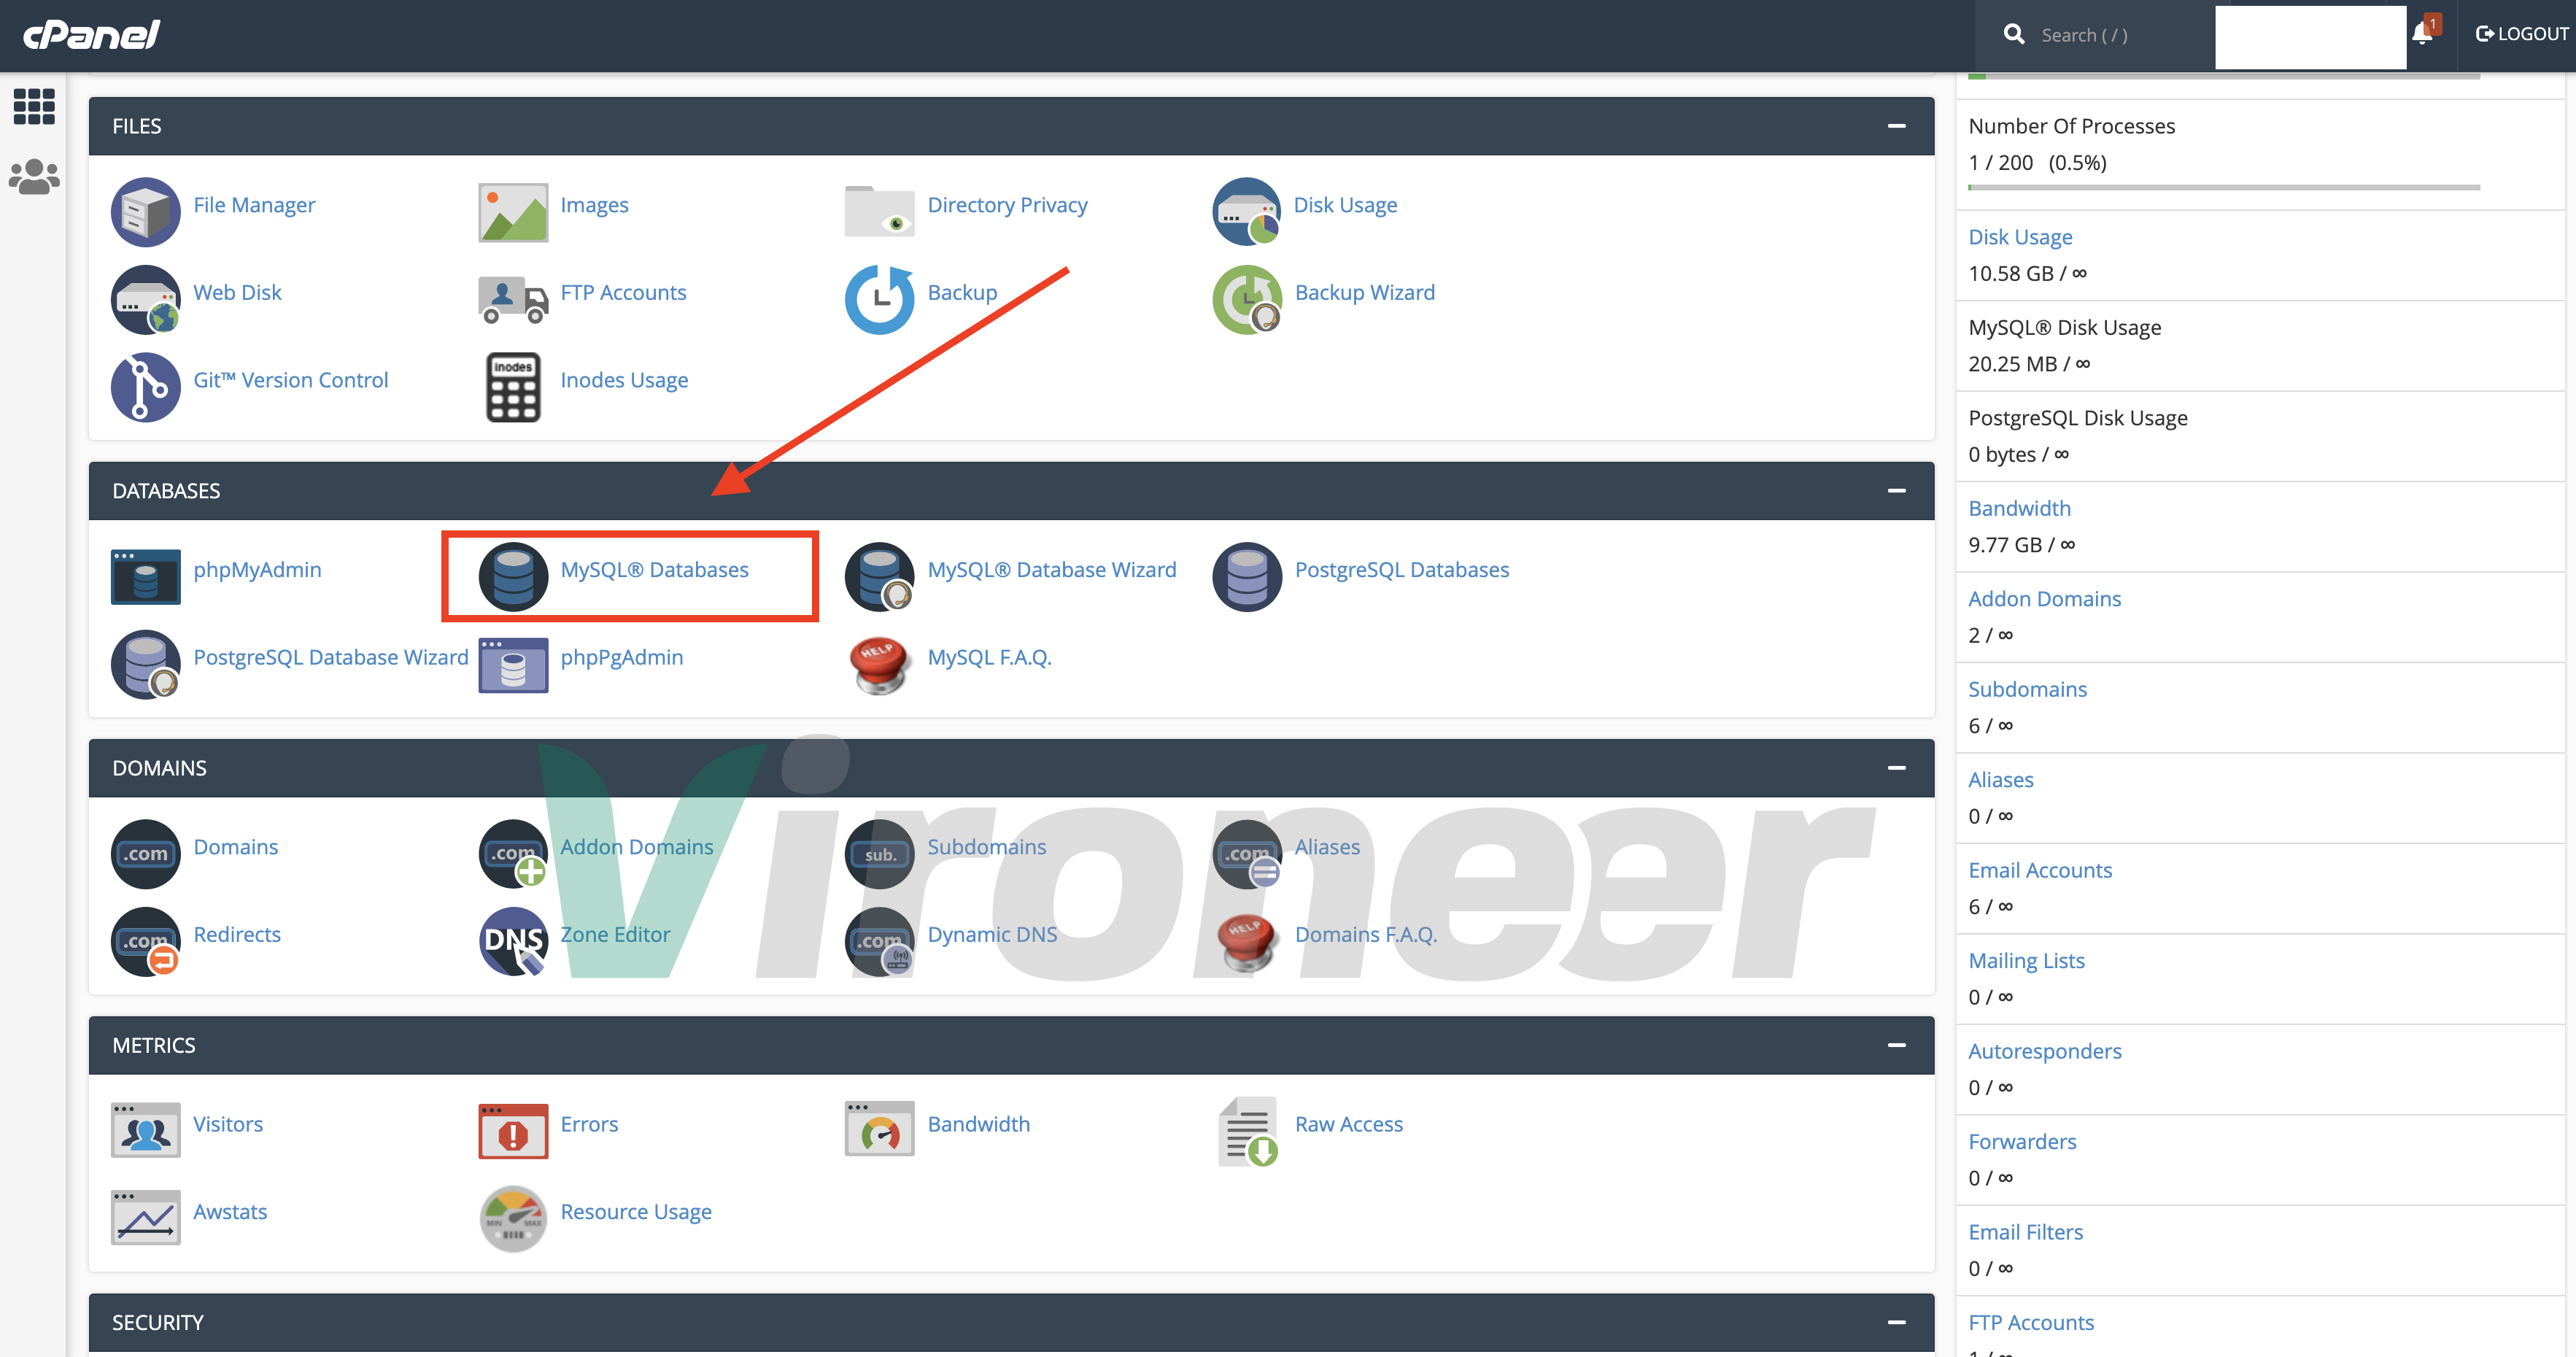 cPanel
Search ( / )
1
LOGOUT
FILES
File Manager
Images
Directory Privacy
Disk Usage
Web Disk
FTP Accounts
Backup
Backup Wizard
Git™ Version Control
inodes
Inodes Usage
DATABASES
phpMyAdmin
MySQL® Databases
MySQL® Database Wizard
PostgreSQL Databases
PostgreSQL Database Wizard
phpPgAdmin
HELP
MySQL F.A.Q.
Vironeer
DOMAINS
.com
Domains
.com
Addon Domains
sub.
Subdomains
.com
Aliases
.com
Redirects
DNS
Zone Editor
.com
Dynamic DNS
HELP
Domains F.A.Q.
METRICS
Visitors
Errors
Bandwidth
Raw Access
Awstats
MIN MAX
Resource Usage
SECURITY
Number Of Processes
1 / 200 (0.5%)
Disk Usage
10.58 GB / ∞
MySQL® Disk Usage
20.25 MB / ∞
PostgreSQL Disk Usage
0 bytes / ∞
Bandwidth
9.77 GB / ∞
Addon Domains
2 / ∞
Subdomains
6 / ∞
Aliases
0 / ∞
Email Accounts
6 / ∞
Mailing Lists
0 / ∞
Autoresponders
0 / ∞
Forwarders
0 / ∞
Email Filters
0 / ∞
FTP Accounts
1 / ∞